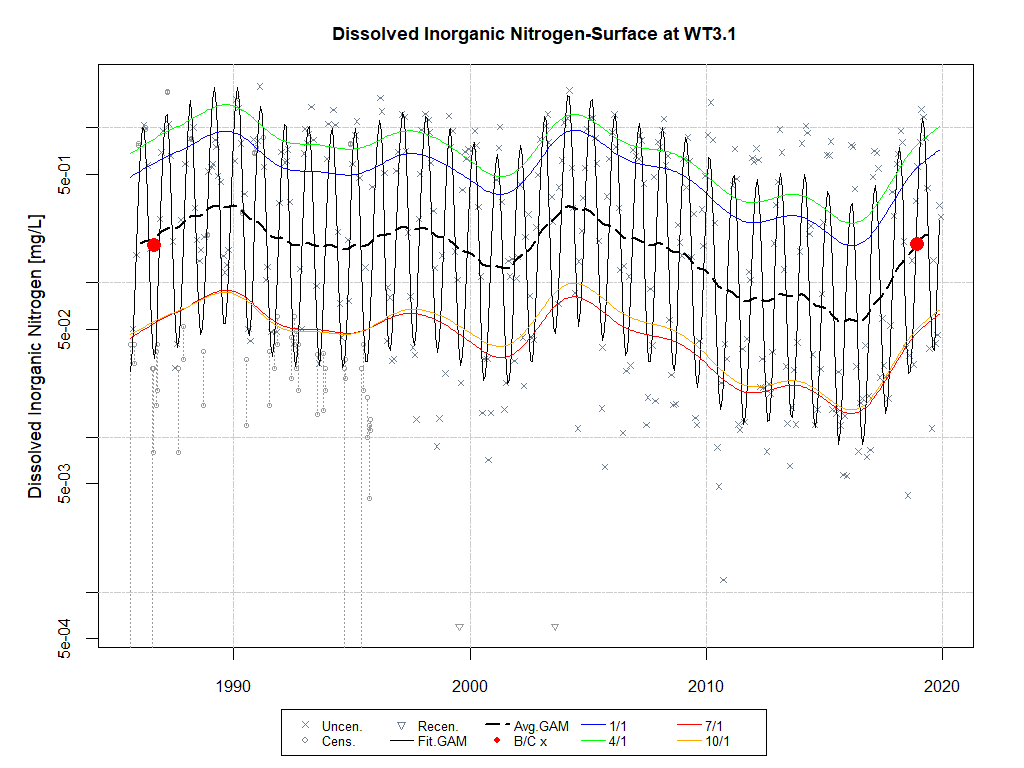 Dissolved Inorganic Nitrogen-Surface at WT3.1
Dissolved Inorganic Nitrogen [mg/L]
5e-01
5e-02
5e-03
5e-04
1990 2000 2010 2020
Uncen. Recen. Avg.GAM 1/1 7/1
Cens. Fit.GAM B/C x 4/1 10/1